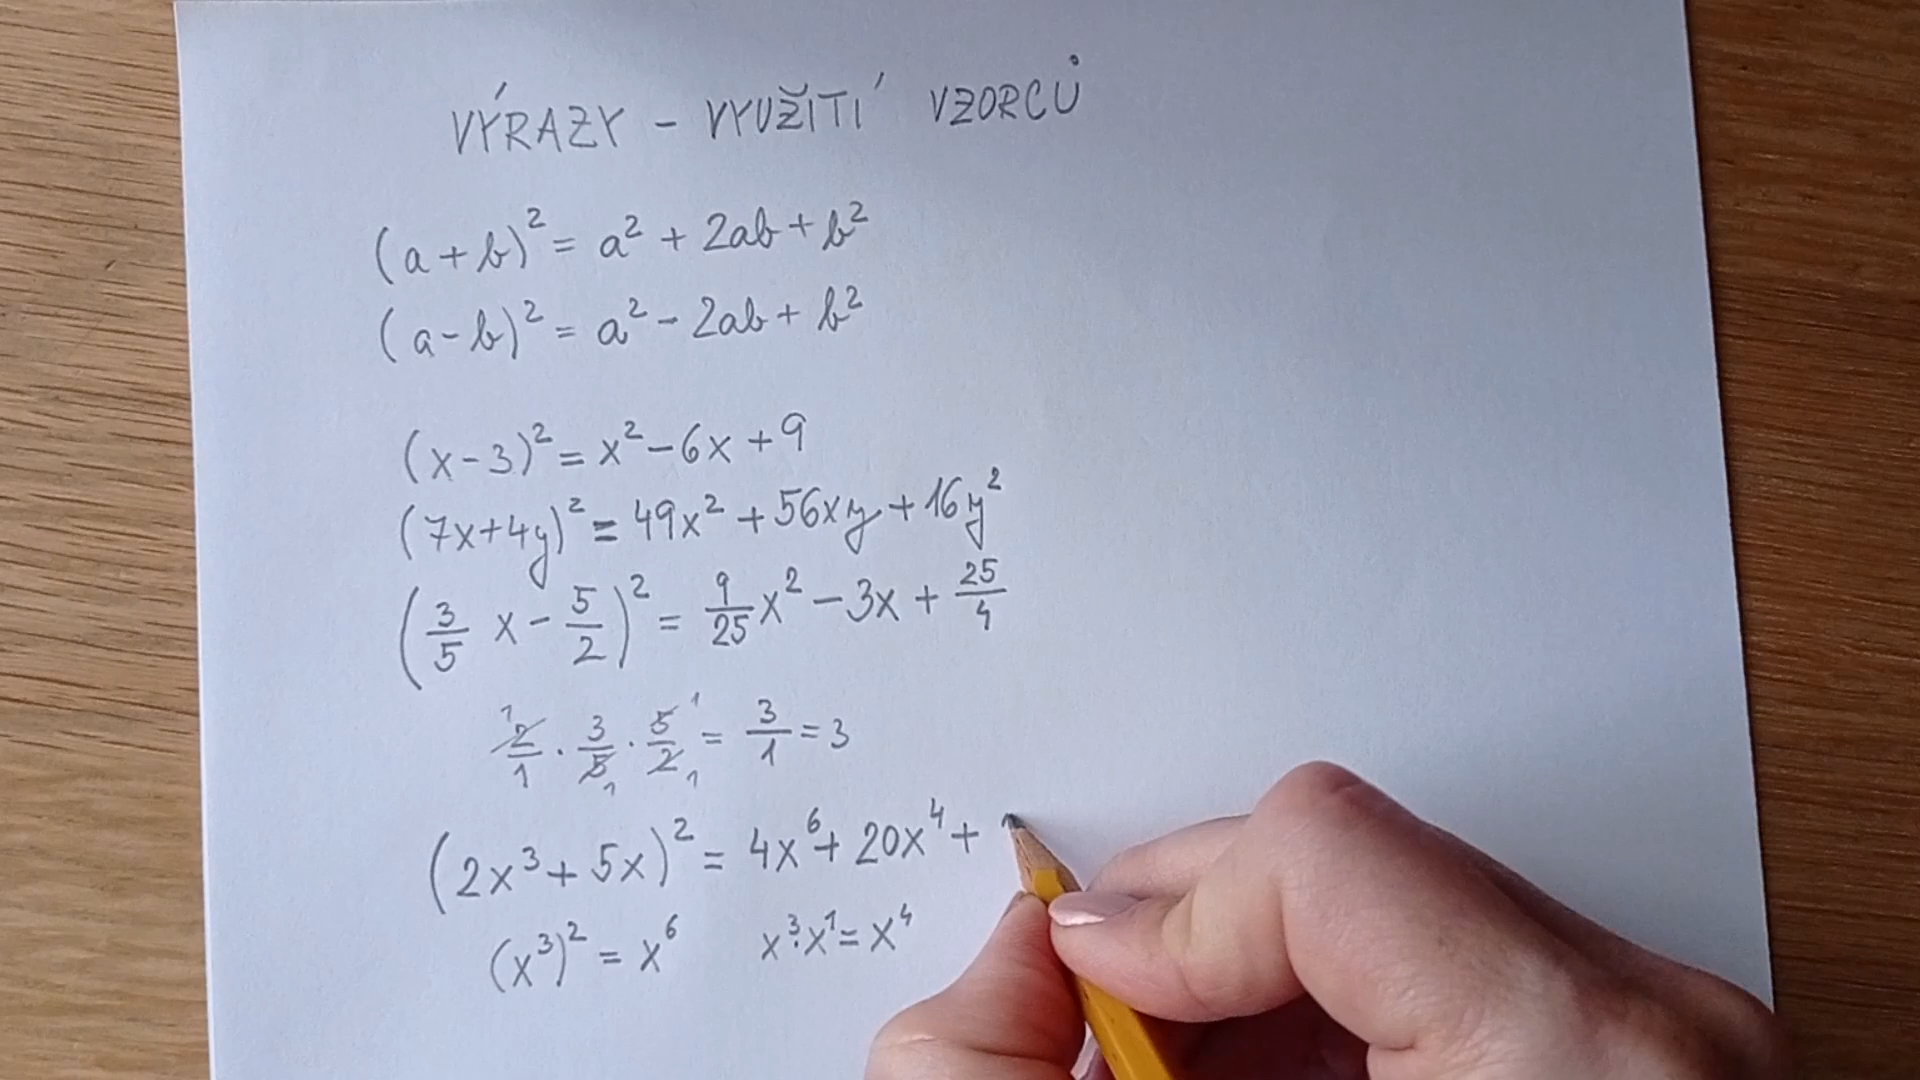 VÝRAZY - VYUŽITÍ VZORCŮ
(a+b)² = a² + 2ab + b²
(a-b)² = a² - 2ab + b²
(x-3)² = x² - 6x + 9
(7x+4y)² = 49x² + 56xy + 16y²
(3/5 x - 5/2)² = 9/25 x² - 3x + 25/4
2/1 · 3/5 · 5/2 = 3/1 = 3
(2x³ + 5x)² = 4x⁶ + 20x⁴ +
(x³)² = x⁶ x³·x¹ = x⁴